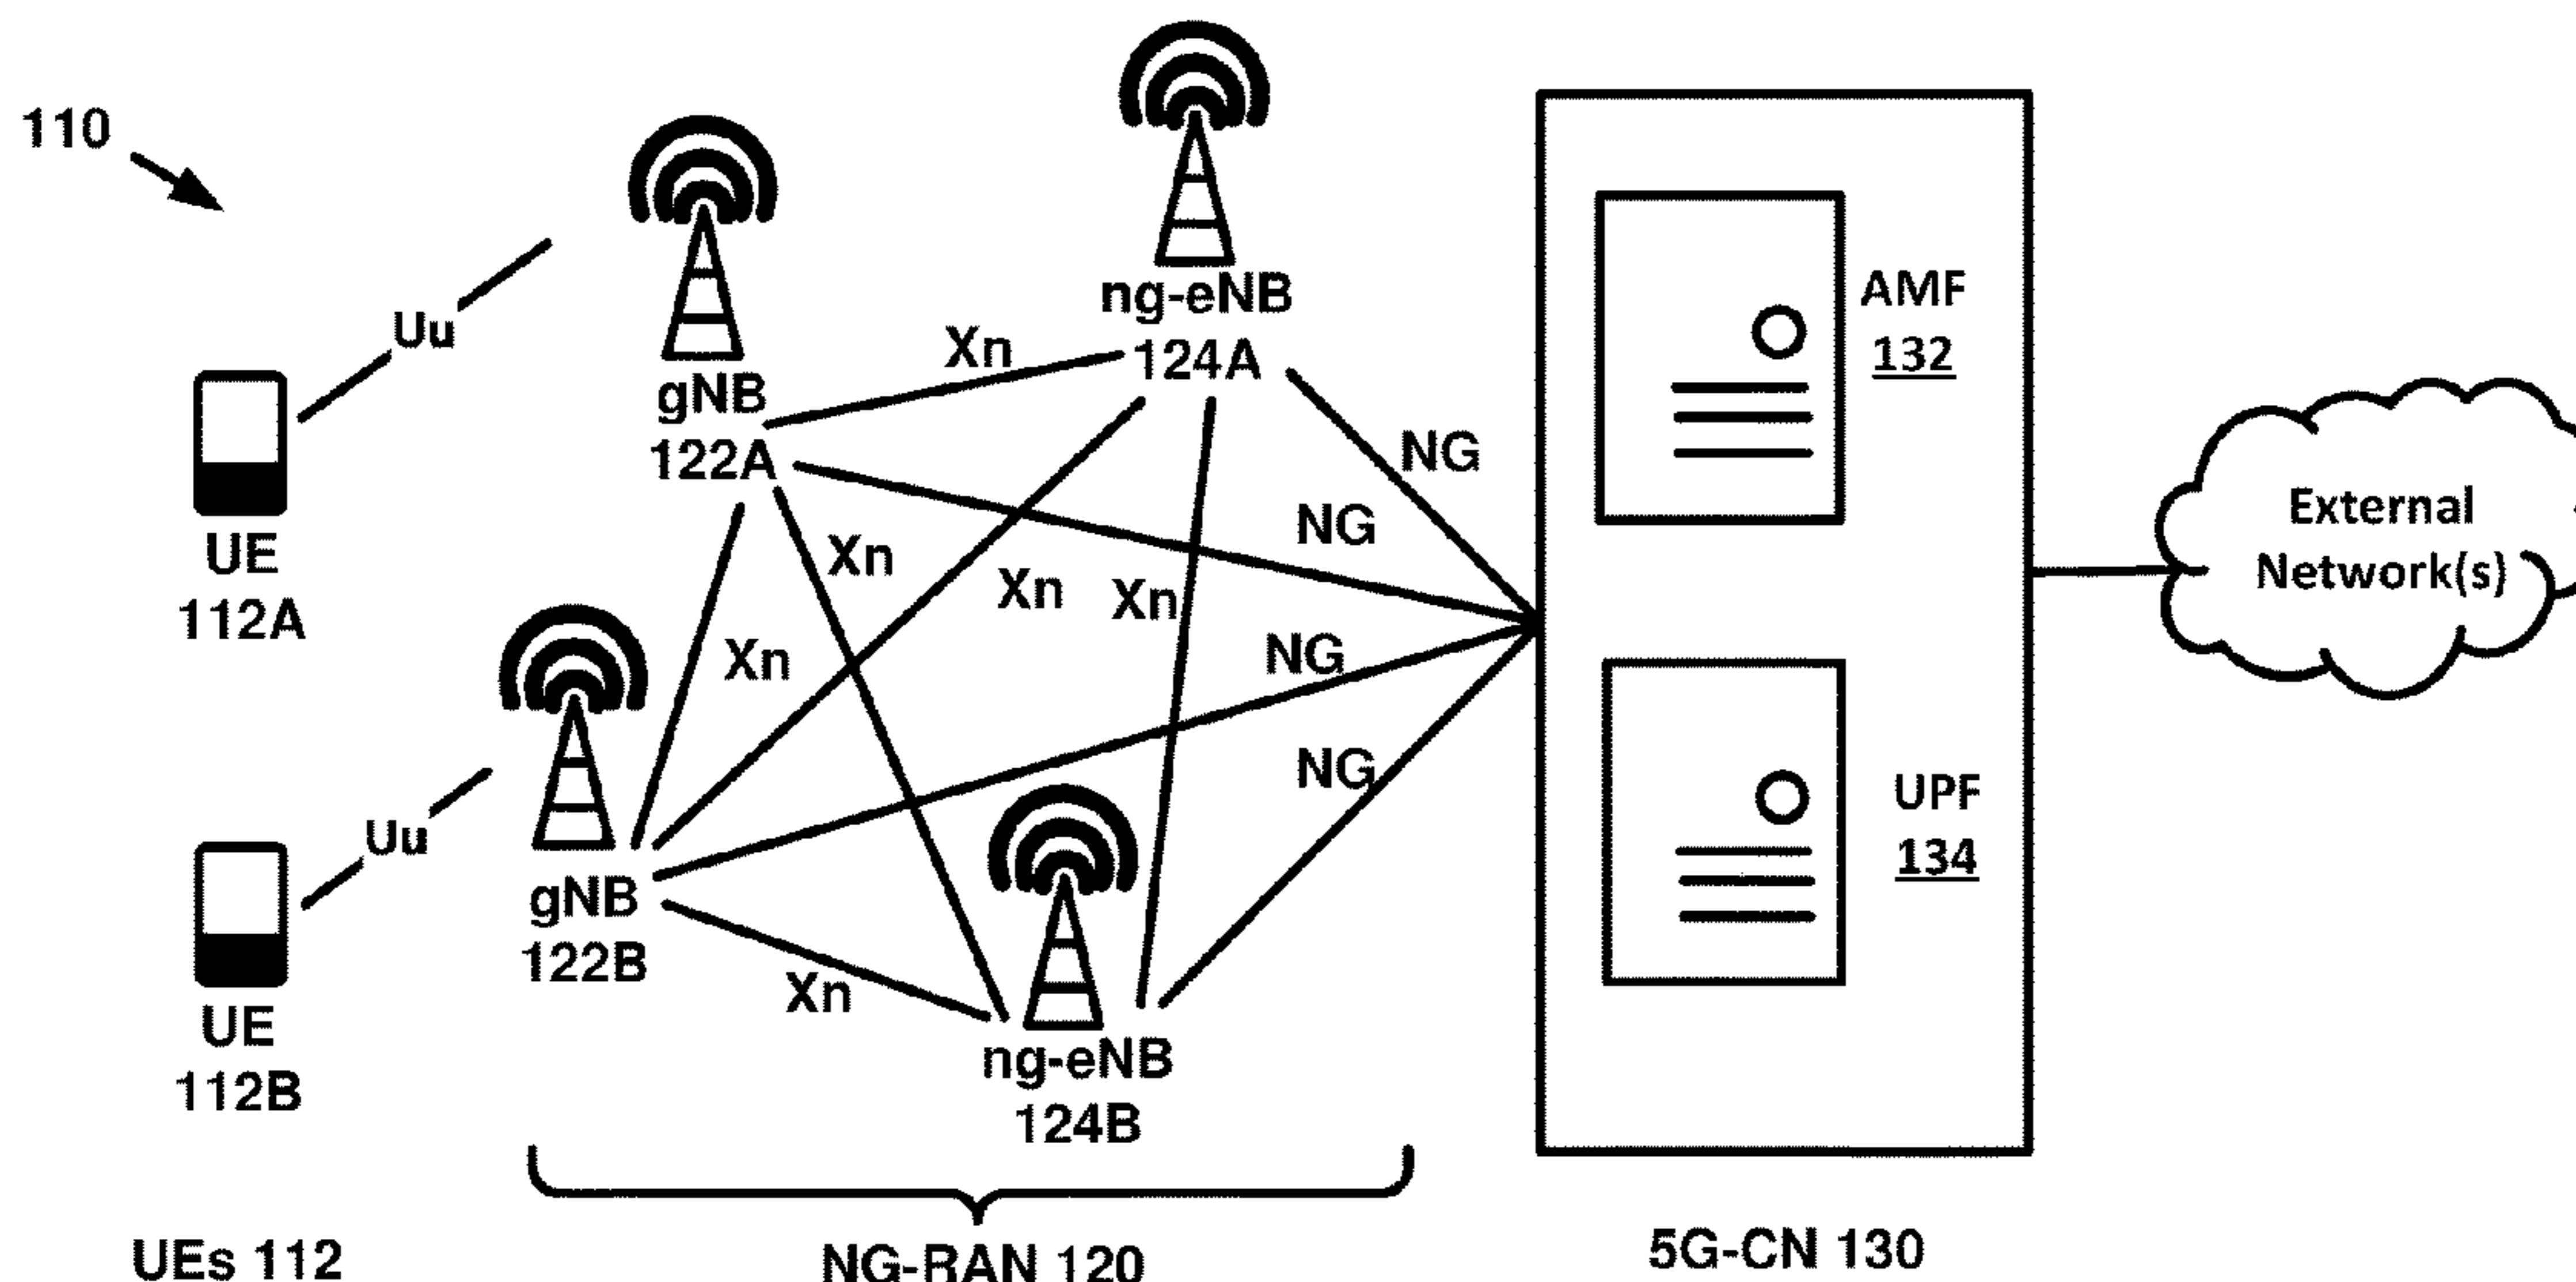 110
Uu
UE
112A
gNB
122A
ng-eNB
124A
Xn
Xn
Xn
Xn
Xn
NG
NG
NG
NG
Uu
UE
112B
gNB
122B
Xn
ng-eNB
124B
AMF
132
UPF
134
External
Network(s)
UEs 112
NG-RAN 120
5G-CN 130